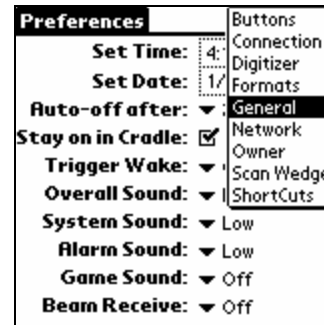 Preferences
Set Time: 4:
Set Date: 1/
Auto-off after:
Stay on in Cradle:
Trigger Wake:
Overall Sound:
System Sound: Low
Alarm Sound: Low
Game Sound: Off
Beam Receive: Off
Buttons
Connection
Digitizer
Formats
General
Network
Owner
Scan Wedge
ShortCuts